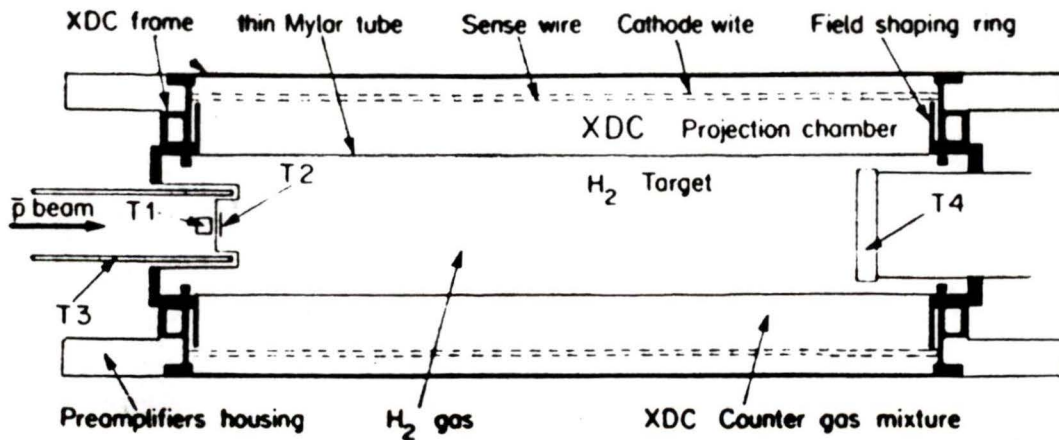 XDC frame thin Mylar tube Sense wire Cathode wite Field shaping ring
XDC Projection chamber
T2
H2 Target
p̄ beam T1
T4
T3
Preamplifiers housing H2 gas XDC Counter gas mixture